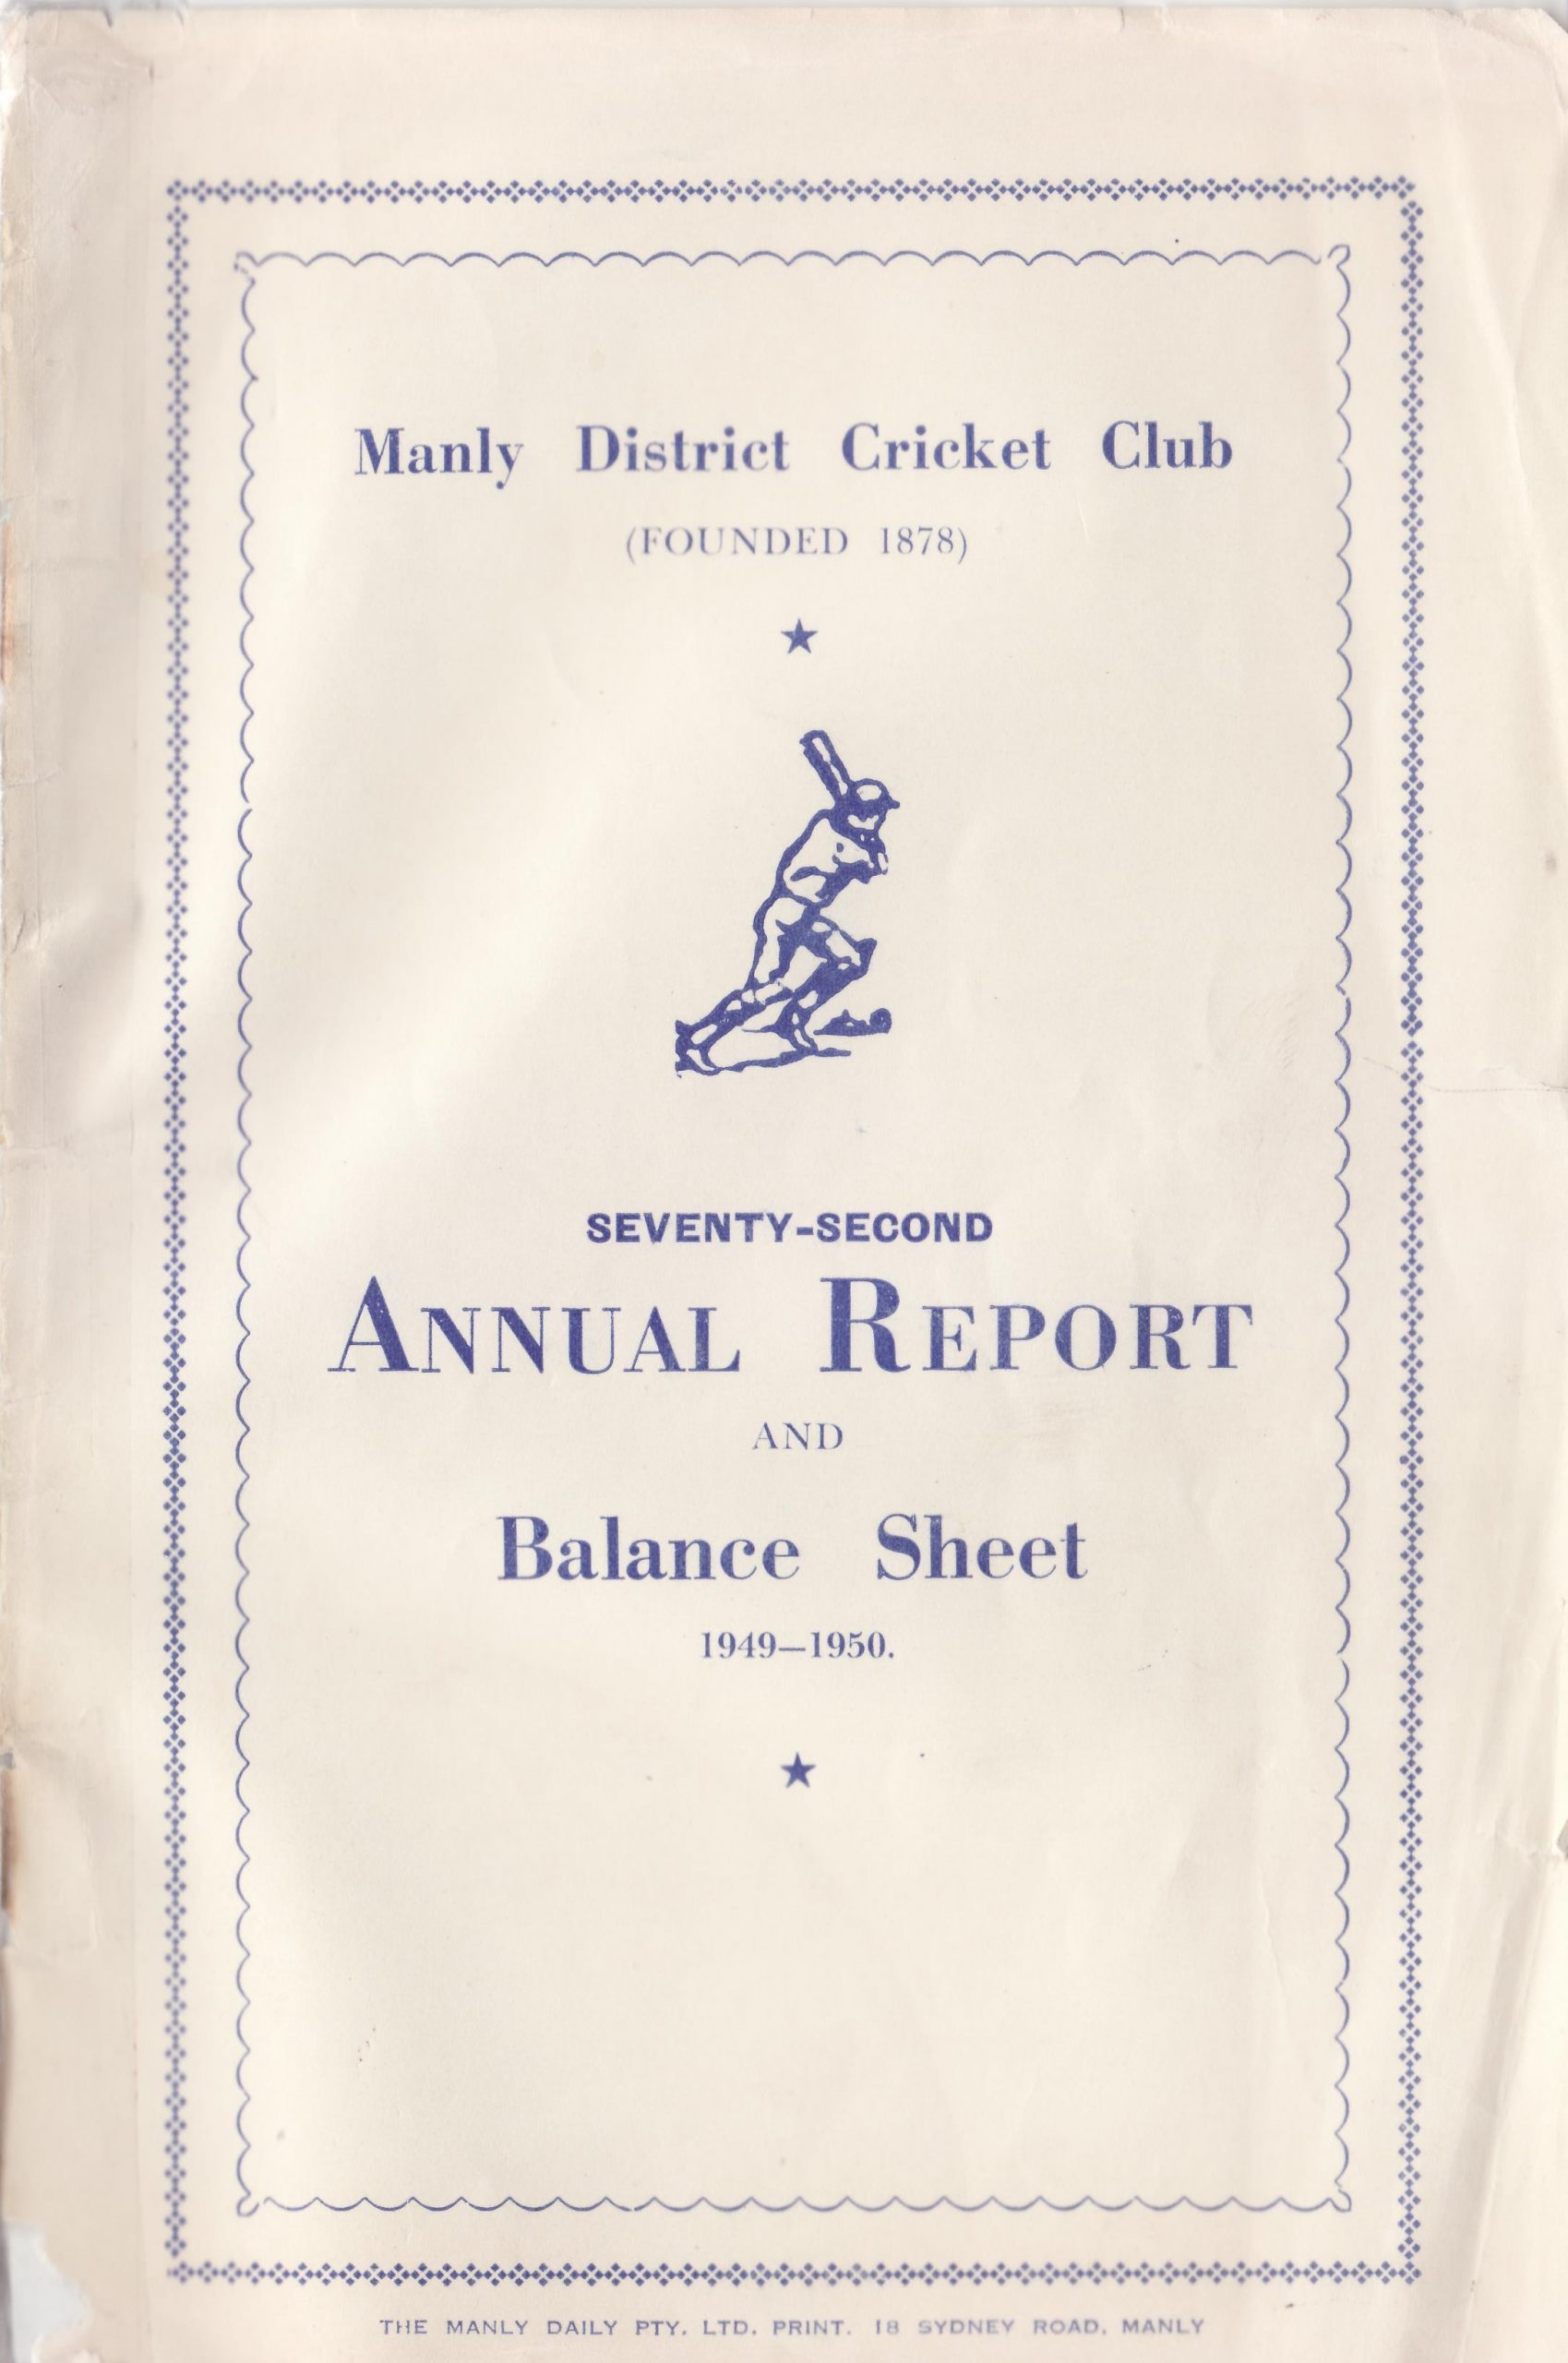 Manly District Cricket Club
(FOUNDED 1878)
SEVENTY-SECOND
ANNUAL REPORT
AND
Balance Sheet
1949–1950.
THE MANLY DAILY PTY. LTD. PRINT. 18 SYDNEY ROAD, MANLY